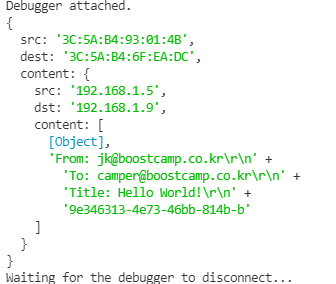 Debugger attached.
{
  src: '3C:5A:B4:93:01:4B',
  dest: '3C:5A:B4:6F:EA:DC',
  content: {
    src: '192.168.1.5',
    dst: '192.168.1.9',
    content: [
      [Object],
      'From: jk@boostcamp.co.kr\r\n' +
        'To: camper@boostcamp.co.kr\r\n' +
        'Title: Hello World!\r\n' +
        '9e346313-4e73-46bb-814b-b'
    ]
  }
}
Waiting for the debugger to disconnect...